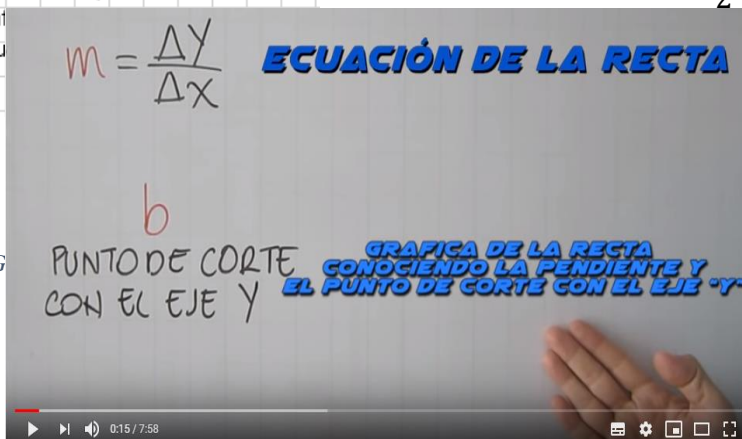 2
m = ΔY/ΔX
ECUACIÓN DE LA RECTA
b
PUNTO DE CORTE
CON EL EJE Y
GRAFICA DE LA RECTA
CONOCIENDO LA PENDIENTE Y
EL PUNTO DE CORTE CON EL EJE "Y"
0:15 / 7:58